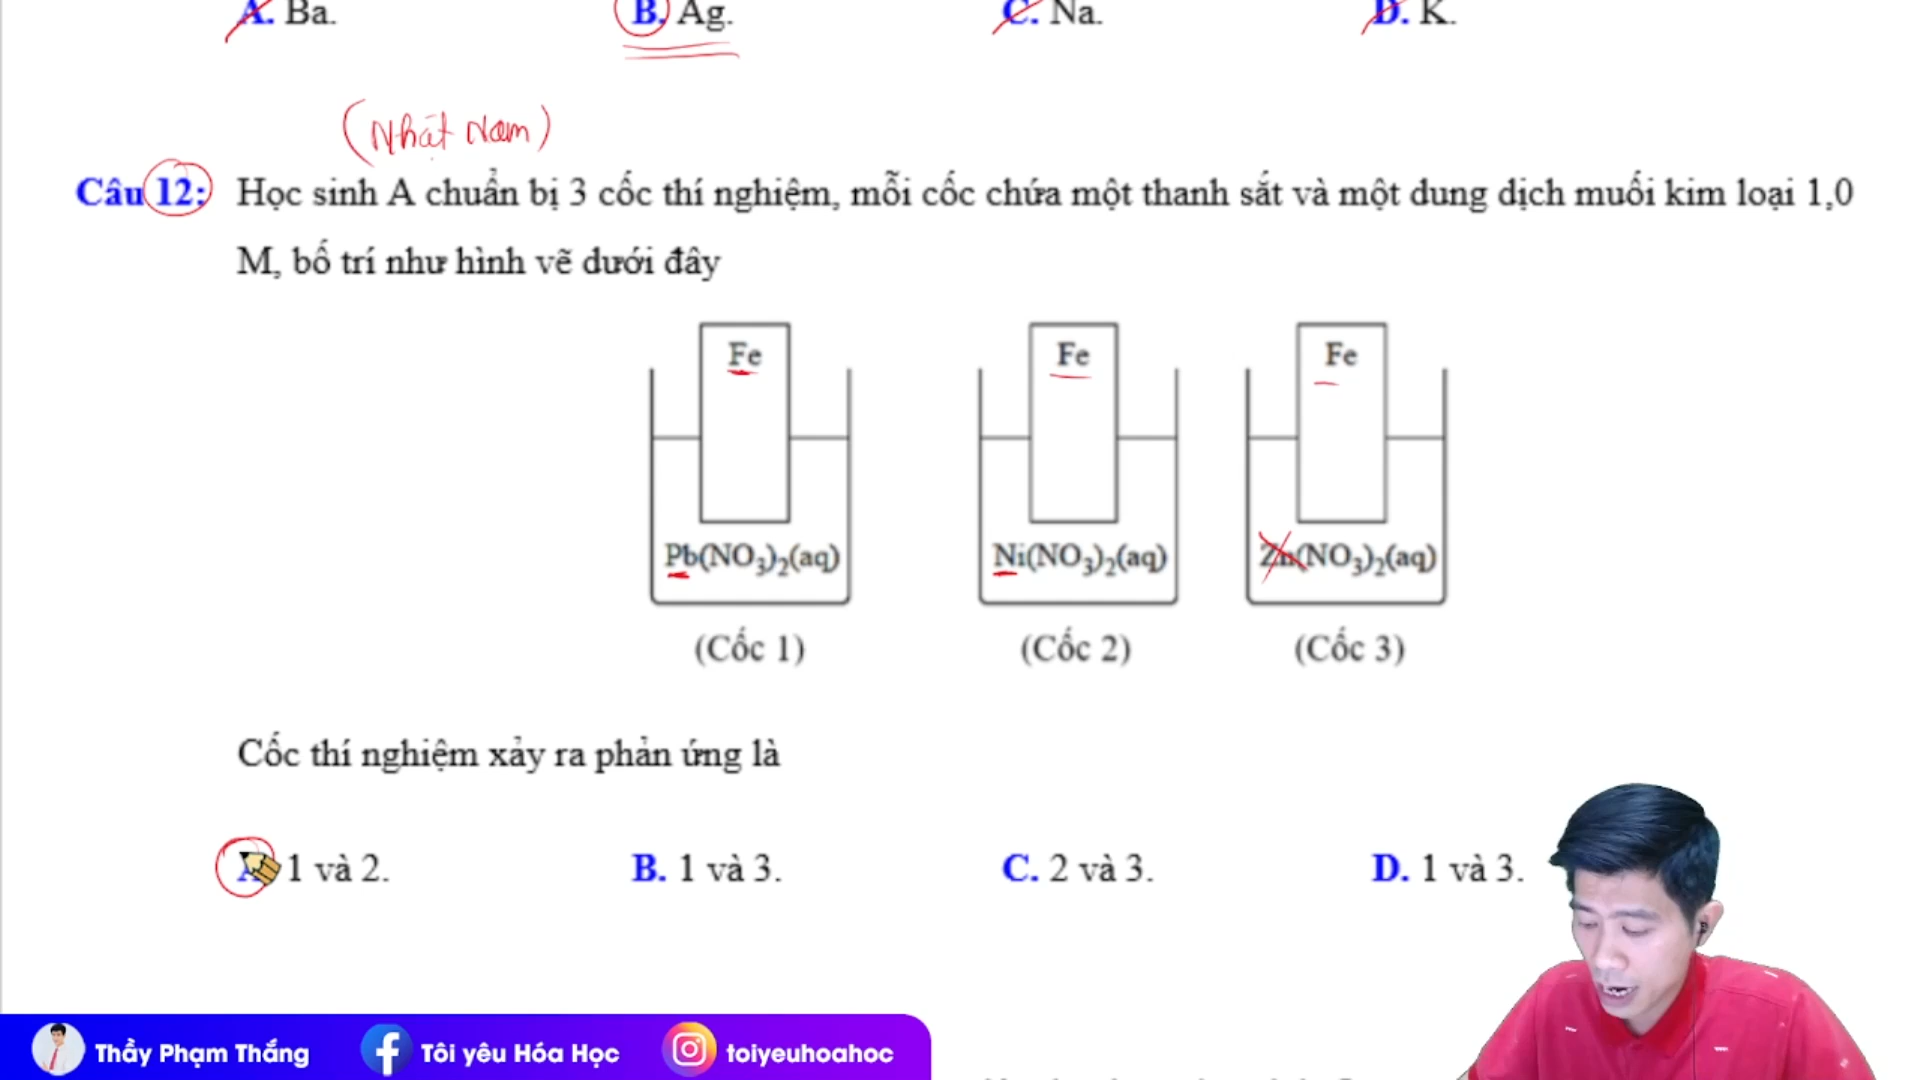 A. Ba. B. Ag. C. Na. D. K.
(Nhật Nam)
Câu 12: Học sinh A chuẩn bị 3 cốc thí nghiệm, mỗi cốc chứa một thanh sắt và một dung dịch muối kim loại 1,0
M, bố trí như hình vẽ dưới đây
Fe Fe Fe
Pb(NO₃)₂(aq) Ni(NO₃)₂(aq) Zn(NO₃)₂(aq)
(Cốc 1) (Cốc 2) (Cốc 3)
Cốc thí nghiệm xảy ra phản ứng là
A. 1 và 2. B. 1 và 3. C. 2 và 3. D. 1 và 3.
Thầy Phạm Thắng Tôi yêu Hóa Học toiyeuhoahoc